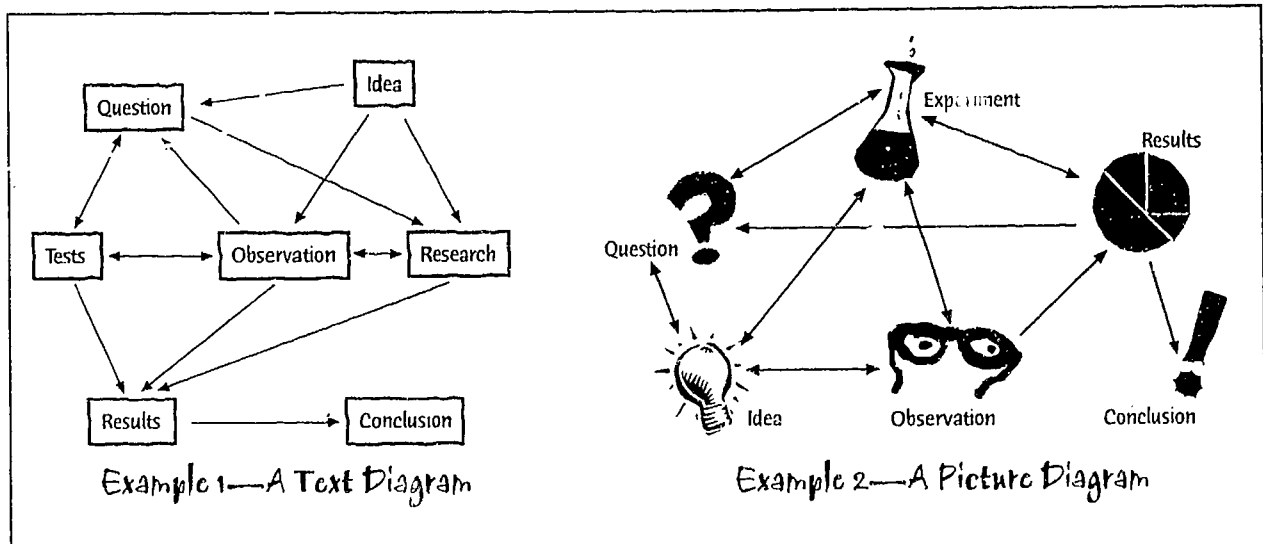 Idea
Question
Tests
Observation
Research
Results
Conclusion
Example 1—A Text Diagram
Experiment
Results
Question
Idea
Observation
Conclusion
Example 2—A Picture Diagram